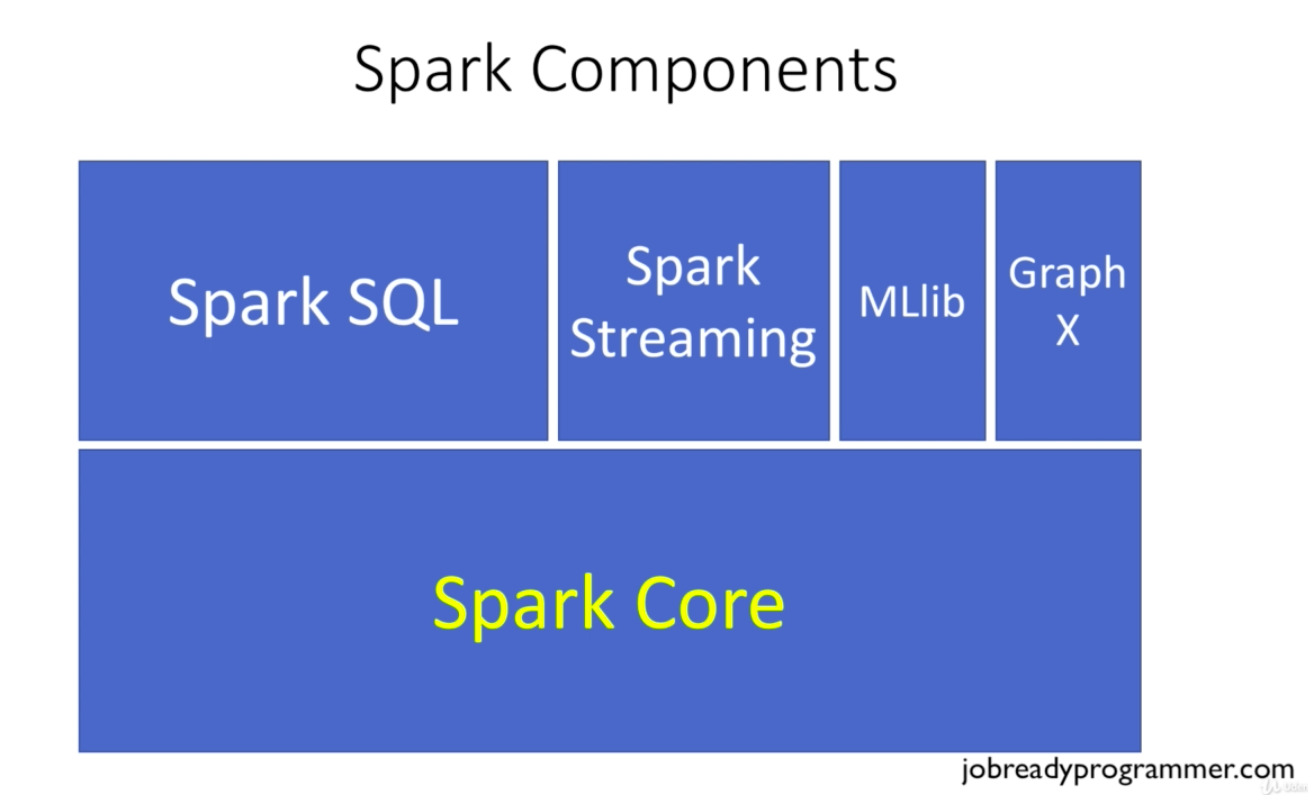 Spark Components
Spark SQL
Spark
Streaming
MLlib
Graph
X
Spark Core
jobreadyprogrammer.com